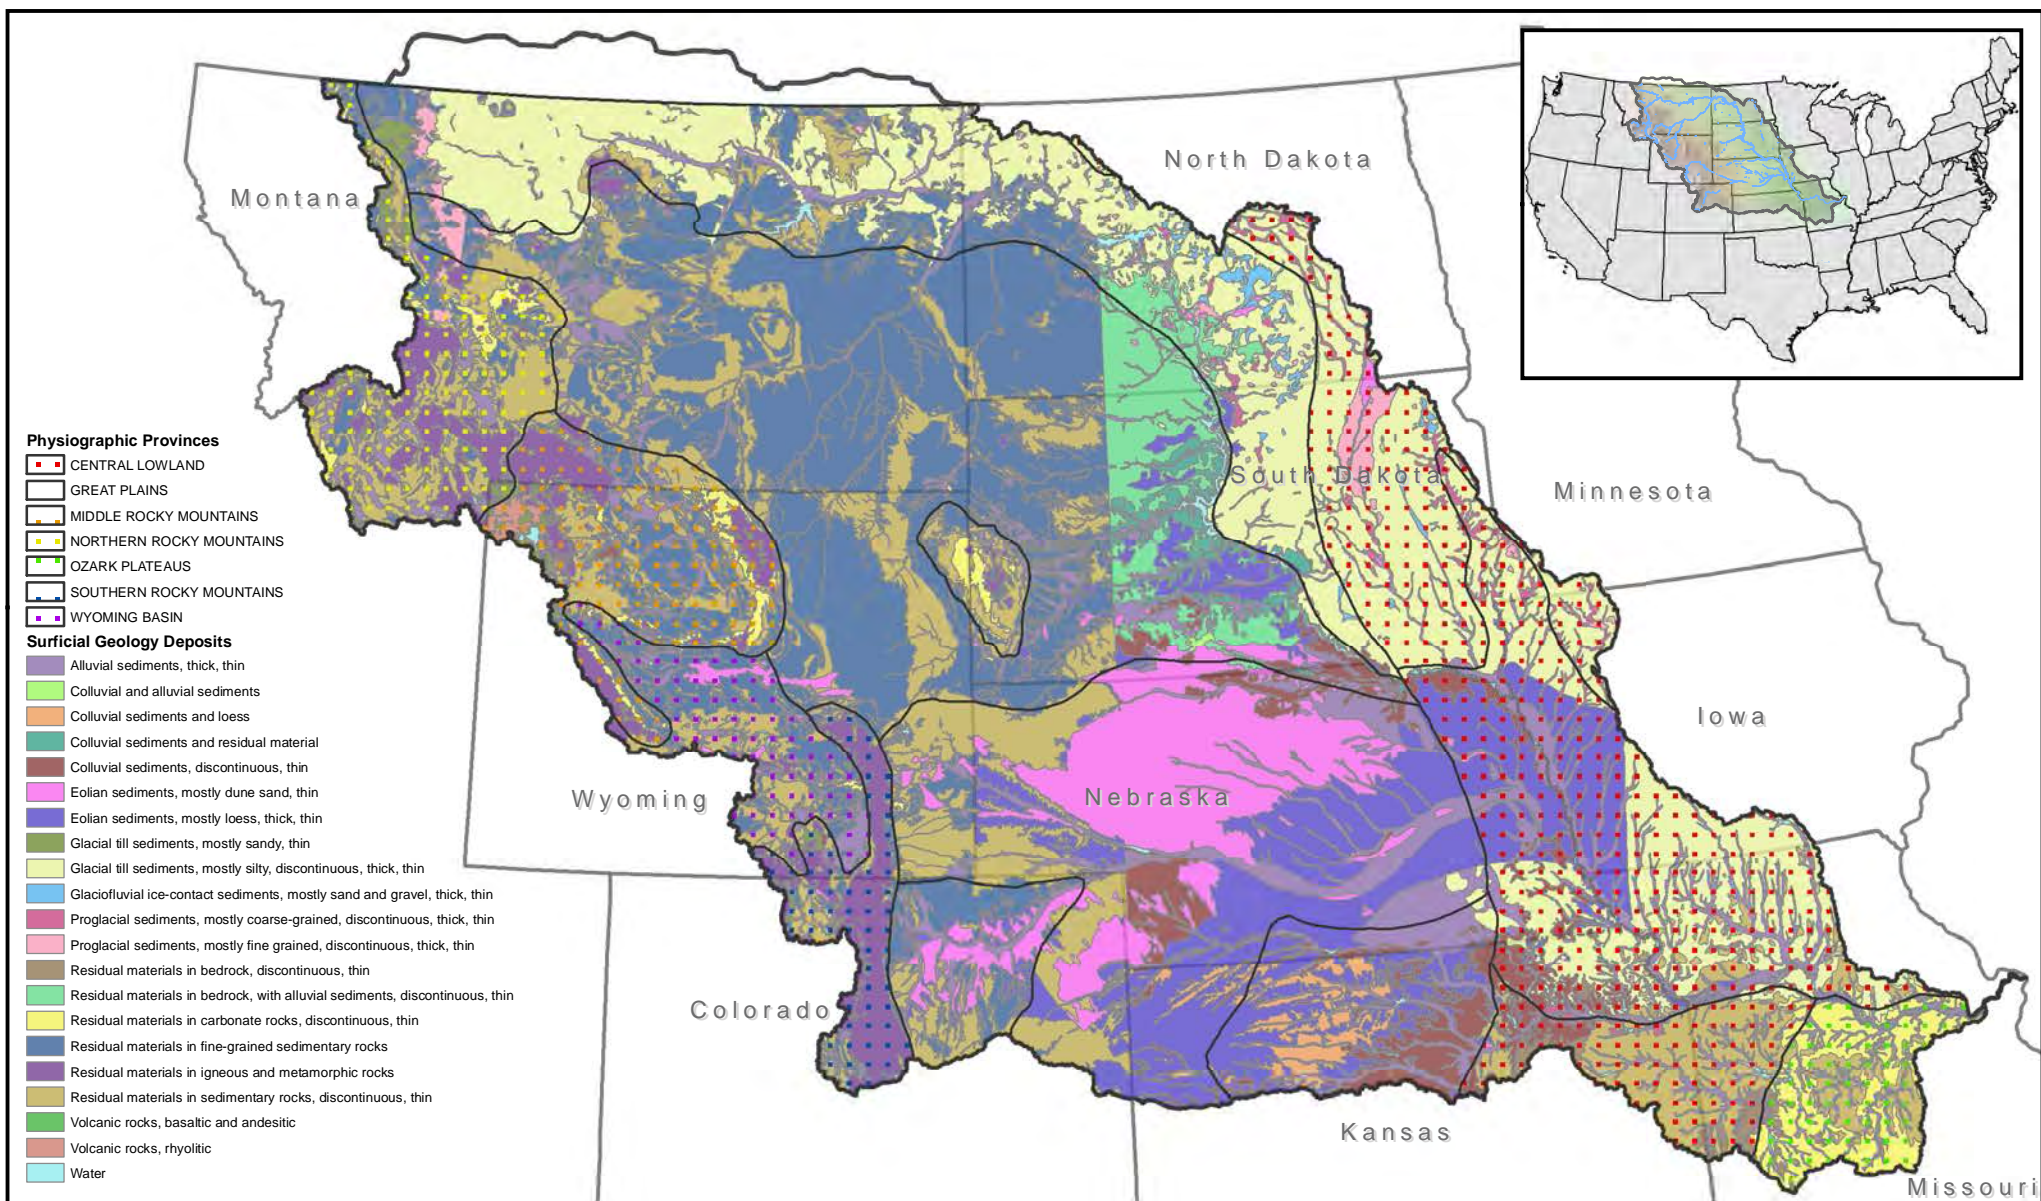 North Dakota
Montana
South Dakota
Minnesota
Iowa
Wyoming
Nebraska
Colorado
Kansas
Missouri
Physiographic Provinces
CENTRAL LOWLAND
GREAT PLAINS
MIDDLE ROCKY MOUNTAINS
NORTHERN ROCKY MOUNTAINS
OZARK PLATEAUS
SOUTHERN ROCKY MOUNTAINS
WYOMING BASIN
Surficial Geology Deposits
Alluvial sediments, thick, thin
Colluvial and alluvial sediments
Colluvial sediments and loess
Colluvial sediments and residual material
Colluvial sediments, discontinuous, thin
Eolian sediments, mostly dune sand, thin
Eolian sediments, mostly loess, thick, thin
Glacial till sediments, mostly sandy, thin
Glacial till sediments, mostly silty, discontinuous, thick, thin
Glaciofluvial ice-contact sediments, mostly sand and gravel, thick, thin
Proglacial sediments, mostly coarse-grained, discontinuous, thick, thin
Proglacial sediments, mostly fine grained, discontinuous, thick, thin
Residual materials in bedrock, discontinuous, thin
Residual materials in bedrock, with alluvial sediments, discontinuous, thin
Residual materials in carbonate rocks, discontinuous, thin
Residual materials in fine-grained sedimentary rocks
Residual materials in igneous and metamorphic rocks
Residual materials in sedimentary rocks, discontinuous, thin
Volcanic rocks, basaltic and andesitic
Volcanic rocks, rhyolitic
Water